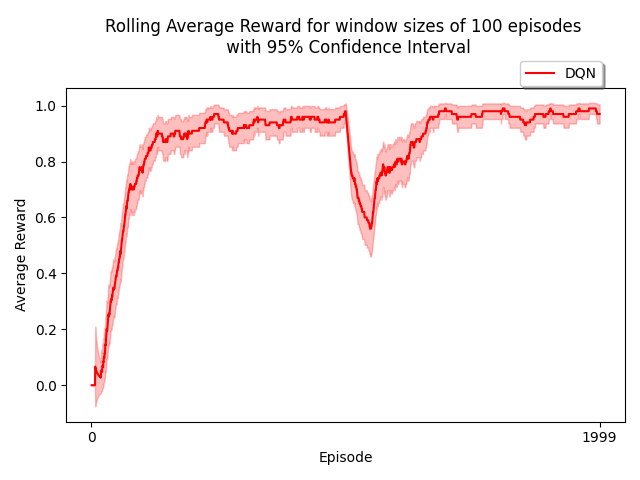 Rolling Average Reward for window sizes of 100 episodes
with 95% Confidence Interval
DQN
1.0
0.8
0.6
0.4
0.2
0.0
Average Reward
0
1999
Episode